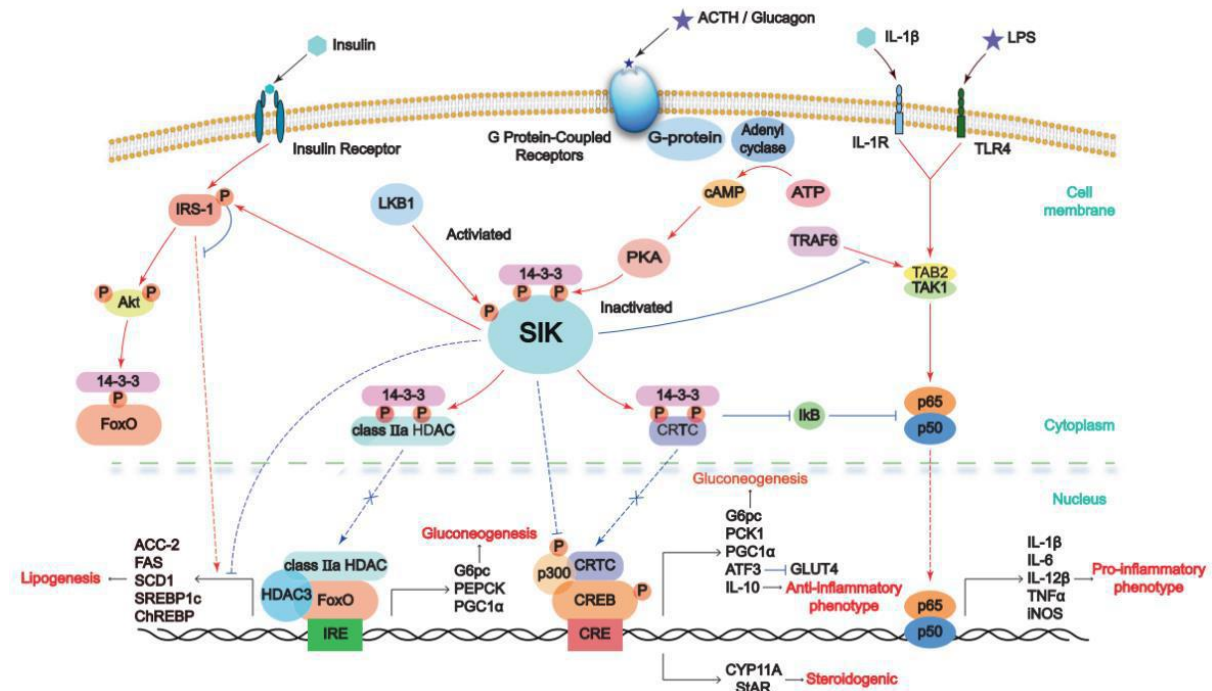 ACTH / Glucagon
Insulin
IL-1β
LPS
Insulin Receptor
G Protein-Coupled
Receptors
G-protein
Adenyl
cyclase
IL-1R
TLR4
Cell
membrane
IRS-1
P
LKB1
Activiated
cAMP
ATP
TRAF6
PKA
TAB2
TAK1
14-3-3
P
P
P
Inactivated
SIK
P
Akt
P
14-3-3
P
FoxO
14-3-3
P
P
class IIa HDAC
14-3-3
P
P
CRTC
IkB
p65
p50
Cytoplasm
Nucleus
Gluconeogenesis
G6pc
PCK1
PGC1α
ATF3
GLUT4
IL-10
Anti-inflammatory
phenotype
Gluconeogenesis
G6pc
PEPCK
PGC1α
Lipogenesis
ACC-2
FAS
SCD1
SREBP1c
ChREBP
class IIa HDAC
HDAC3
FoxO
IRE
P
p300
CRTC
CREB
P
CRE
p65
p50
IL-1β
IL-6
IL-12β
TNFα
iNOS
Pro-inflammatory
phenotype
CYP11A
StAR
Steroidogenic